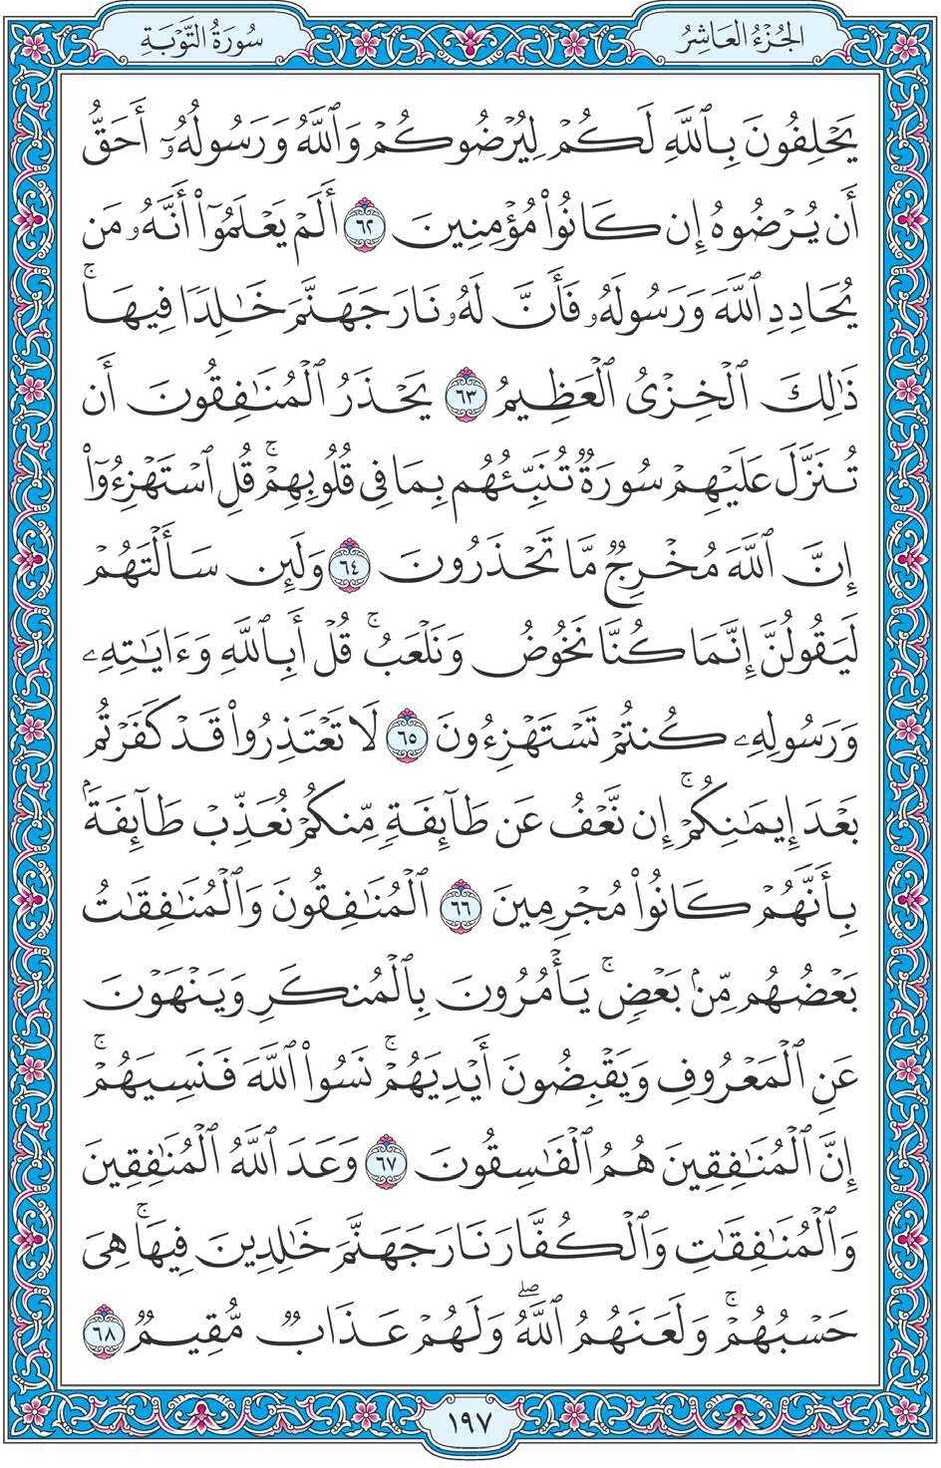 الجُزْءُ العَاشِرُ
سُورَةُ التَّوْبَةِ
يَحْلِفُونَ بِٱللَّهِ لَكُمْ لِيُرْضُوكُمْ وَٱللَّهُ وَرَسُولُهُۥٓ أَحَقُّ
أَن يُرْضُوهُ إِن كَانُوا۟ مُؤْمِنِينَ ٦٢ أَلَمْ يَعْلَمُوٓا۟ أَنَّهُۥ مَن
يُحَادِدِ ٱللَّهَ وَرَسُولَهُۥ فَأَنَّ لَهُۥ نَارَ جَهَنَّمَ خَٰلِدًا فِيهَا ۚ
ذَٰلِكَ ٱلْخِزْىُ ٱلْعَظِيمُ ٦٣ يَحْذَرُ ٱلْمُنَٰفِقُونَ أَن
تُنَزَّلَ عَلَيْهِمْ سُورَةٌ تُنَبِّئُهُم بِمَا فِى قُلُوبِهِمْ ۚ قُلِ ٱسْتَهْزِءُوٓا۟
إِنَّ ٱللَّهَ مُخْرِجٌ مَّا تَحْذَرُونَ ٦٤ وَلَئِن سَأَلْتَهُمْ
لَيَقُولُنَّ إِنَّمَا كُنَّا نَخُوضُ وَنَلْعَبُ ۚ قُلْ أَبِٱللَّهِ وَءَايَٰتِهِۦ
وَرَسُولِهِۦ كُنتُمْ تَسْتَهْزِءُونَ ٦٥ لَا تَعْتَذِرُوا۟ قَدْ كَفَرْتُم
بَعْدَ إِيمَٰنِكُمْ ۚ إِن نَّعْفُ عَن طَآئِفَةٍ مِّنكُمْ نُعَذِّبْ طَآئِفَةًۢ
بِأَنَّهُمْ كَانُوا۟ مُجْرِمِينَ ٦٦ ٱلْمُنَٰفِقُونَ وَٱلْمُنَٰفِقَٰتُ
بَعْضُهُم مِّنۢ بَعْضٍ ۚ يَأْمُرُونَ بِٱلْمُنكَرِ وَيَنْهَوْنَ
عَنِ ٱلْمَعْرُوفِ وَيَقْبِضُونَ أَيْدِيَهُمْ ۚ نَسُوا۟ ٱللَّهَ فَنَسِيَهُمْ ۚ
إِنَّ ٱلْمُنَٰفِقِينَ هُمُ ٱلْفَٰسِقُونَ ٦٧ وَعَدَ ٱللَّهُ ٱلْمُنَٰفِقِينَ
وَٱلْمُنَٰفِقَٰتِ وَٱلْكُفَّارَ نَارَ جَهَنَّمَ خَٰلِدِينَ فِيهَا ۚ هِىَ
حَسْبُهُمْ ۚ وَلَعَنَهُمُ ٱللَّهُ ۖ وَلَهُمْ عَذَابٌ مُّقِيمٌ ٦٨
١٩٧